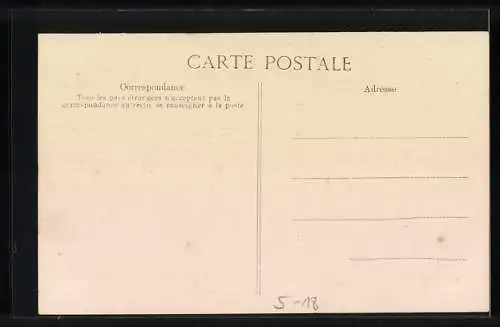 CARTE POSTALE
Correspondance
Tous les pays étrangers n'acceptent pas la
correspondance au recto, se renseigner à la poste
Adresse
5-18